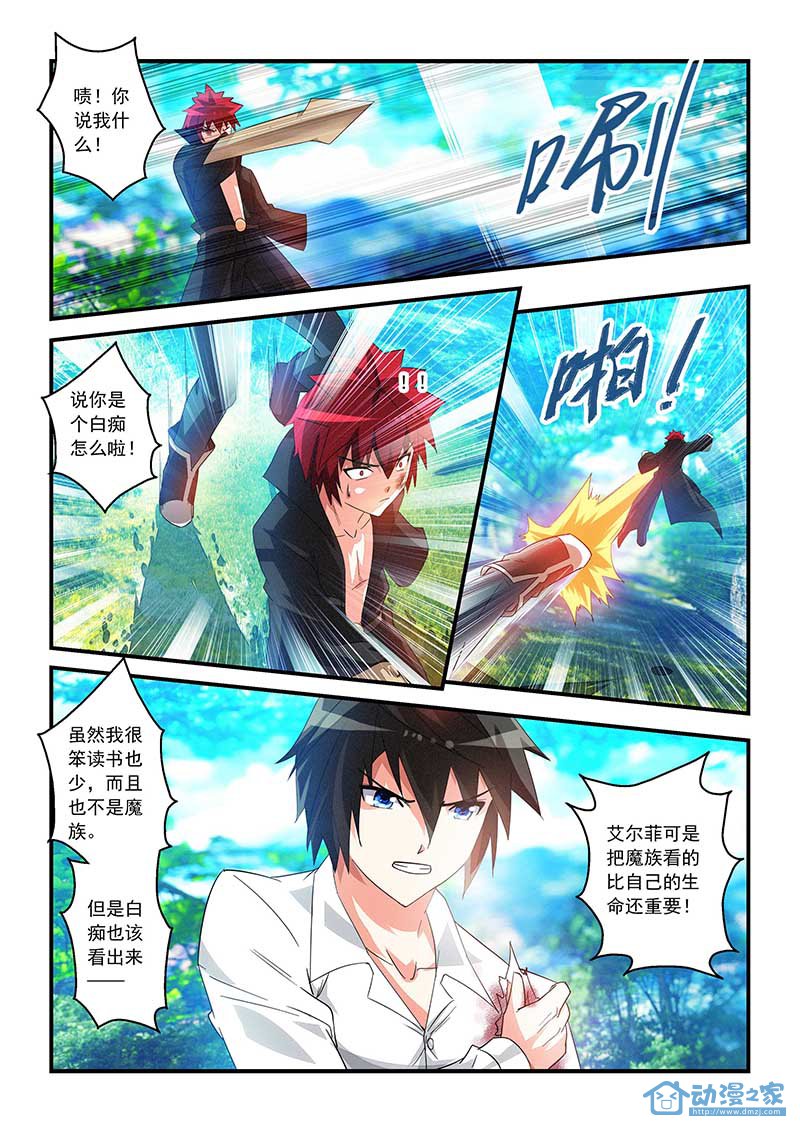 啧！你
说我什
么！
唰
说你是
个白痴
怎么啦！
！！
啪！
虽然我很
笨读书也
少，而且
也不是魔
族。
但是白
痴也该
看出来
——
艾尔菲可是
把魔族看的
比自己的生
命还重要！
动漫之家
http://www.dmzj.com